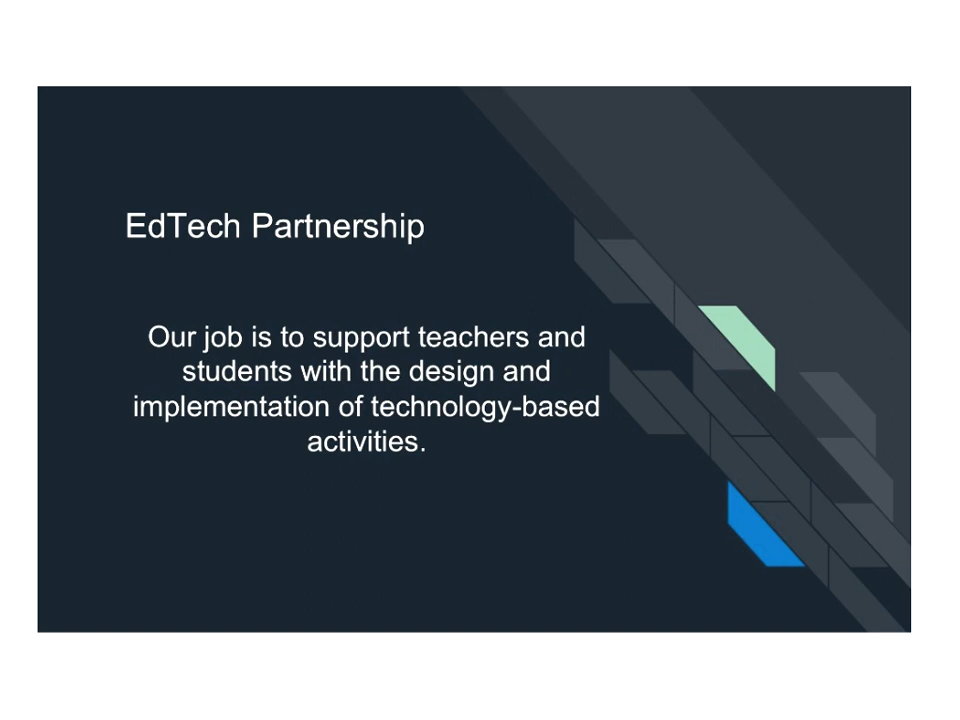 EdTech Partnership
Our job is to support teachers and
students with the design and
implementation of technology-based
activities.